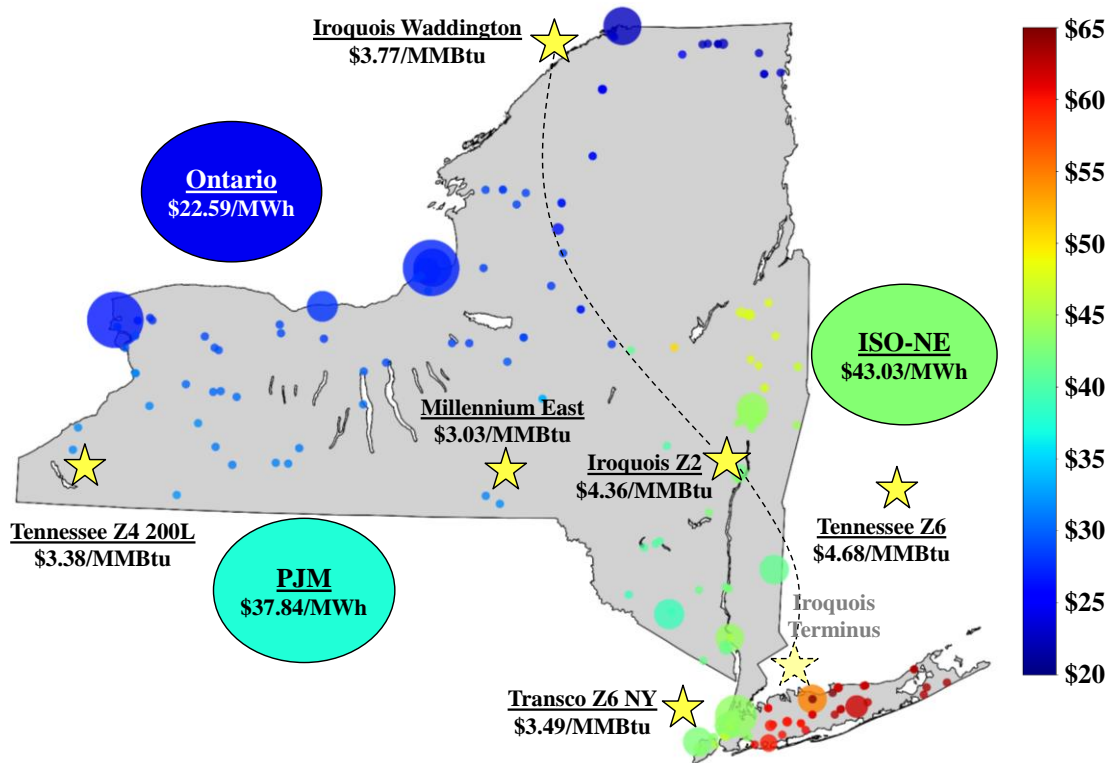 Iroquois Waddington
$3.77/MMBtu
Ontario
$22.59/MWh
ISO-NE
$43.03/MWh
Millennium East
$3.03/MMBtu
Iroquois Z2
$4.36/MMBtu
Tennessee Z4 200L
$3.38/MMBtu
Tennessee Z6
$4.68/MMBtu
PJM
$37.84/MWh
Iroquois
Terminus
Transco Z6 NY
$3.49/MMBtu
$65
$60
$55
$50
$45
$40
$35
$30
$25
$20